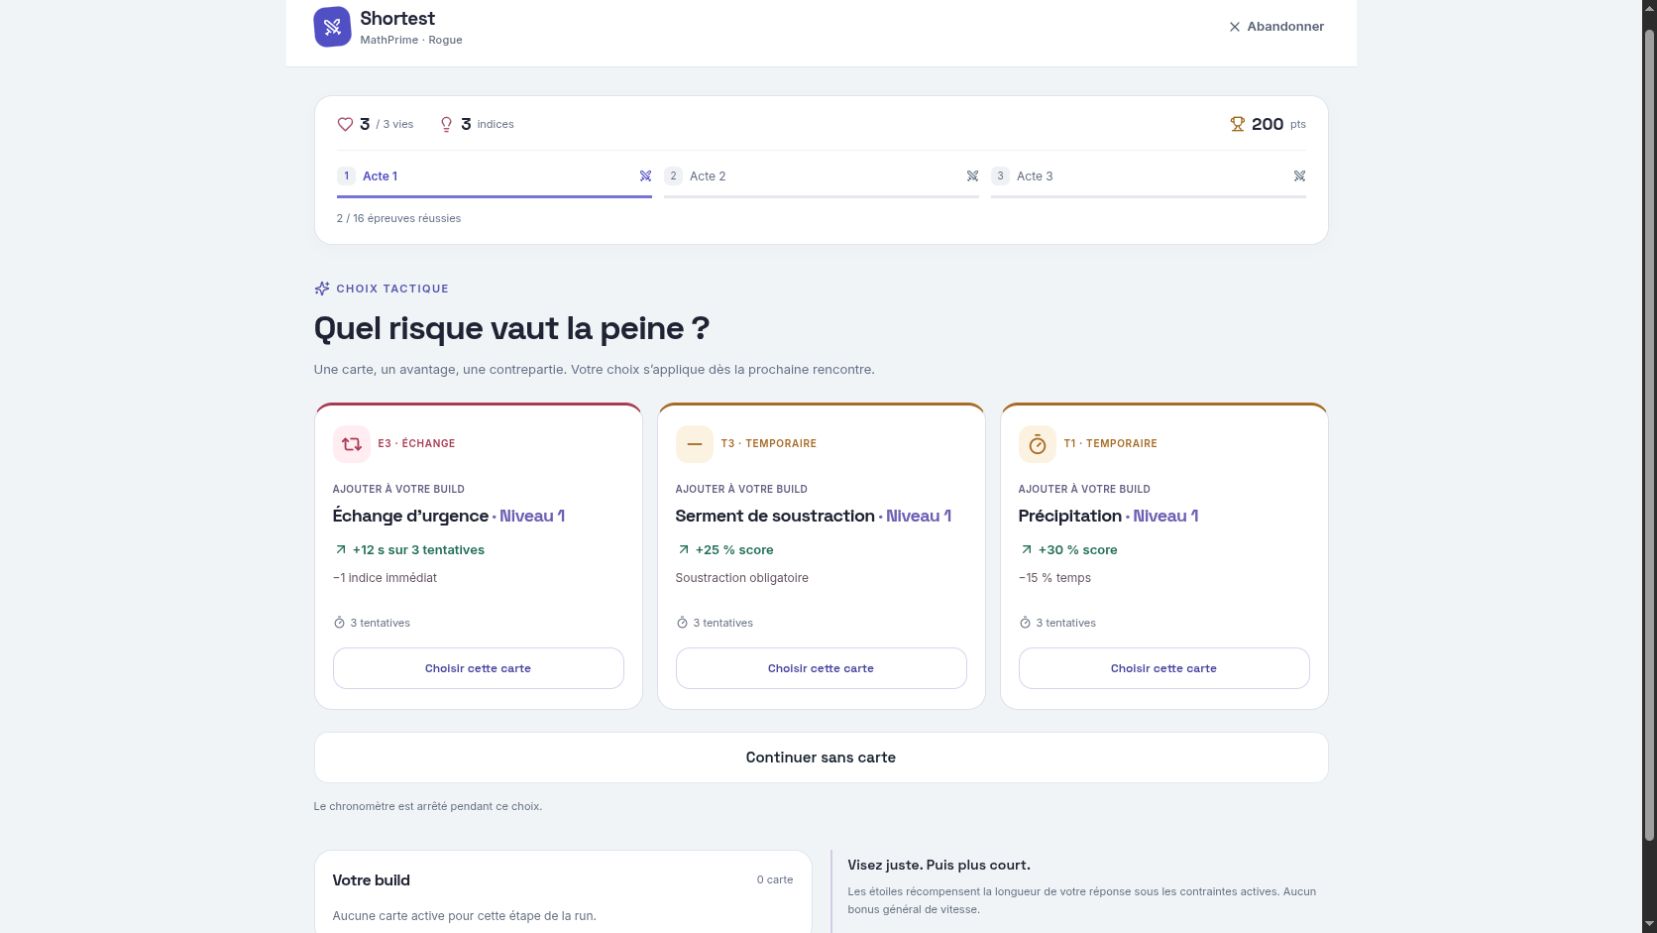 Shortest
MathPrime · Rogue
Abandonner
3 / 3 vies
3 indices
200 pts
1 Acte 1
2 Acte 2
3 Acte 3
2 / 16 épreuves réussies
CHOIX TACTIQUE
Quel risque vaut la peine ?
Une carte, un avantage, une contrepartie. Votre choix s’applique dès la prochaine rencontre.
E3 · ÉCHANGE
AJOUTER À VOTRE BUILD
Échange d’urgence · Niveau 1
+12 s sur 3 tentatives
−1 indice immédiat
3 tentatives
Choisir cette carte
T3 · TEMPORAIRE
AJOUTER À VOTRE BUILD
Serment de soustraction · Niveau 1
+25 % score
Soustraction obligatoire
3 tentatives
Choisir cette carte
T1 · TEMPORAIRE
AJOUTER À VOTRE BUILD
Précipitation · Niveau 1
+30 % score
−15 % temps
3 tentatives
Choisir cette carte
Continuer sans carte
Le chronomètre est arrêté pendant ce choix.
Votre build
0 carte
Aucune carte active pour cette étape de la run.
Visez juste. Puis plus court.
Les étoiles récompensent la longueur de votre réponse sous les contraintes actives. Aucun
bonus général de vitesse.